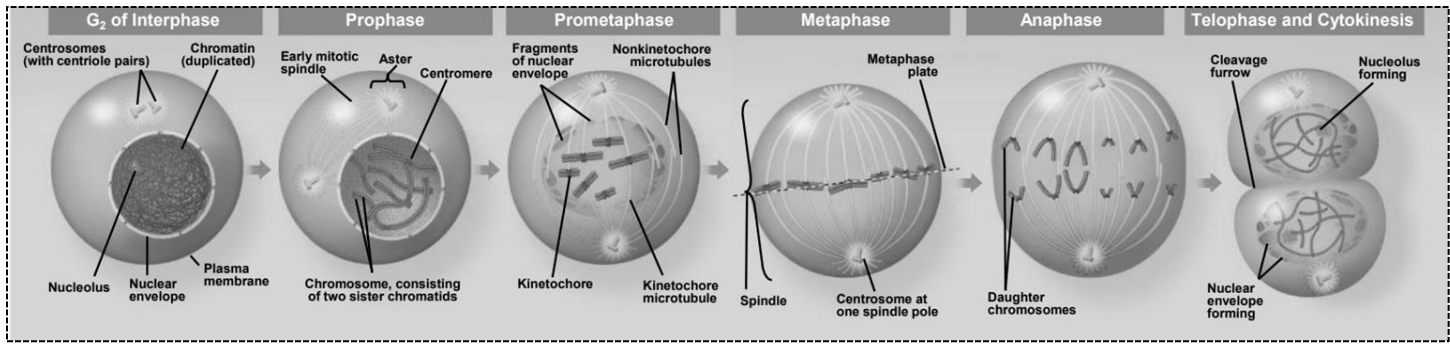 G₂ of Interphase
Prophase
Prometaphase
Metaphase
Anaphase
Telophase and Cytokinesis
Centrosomes
(with centriole pairs)
Chromatin
(duplicated)
Nucleolus
Nuclear
envelope
Plasma
membrane
Early mitotic
spindle
Aster
Centromere
Chromosome, consisting
of two sister chromatids
Fragments
of nuclear
envelope
Nonkinetochore
microtubules
Kinetochore
Kinetochore
microtubule
Metaphase
plate
Spindle
Centrosome at
one spindle pole
Daughter
chromosomes
Cleavage
furrow
Nucleolus
forming
Nuclear
envelope
forming